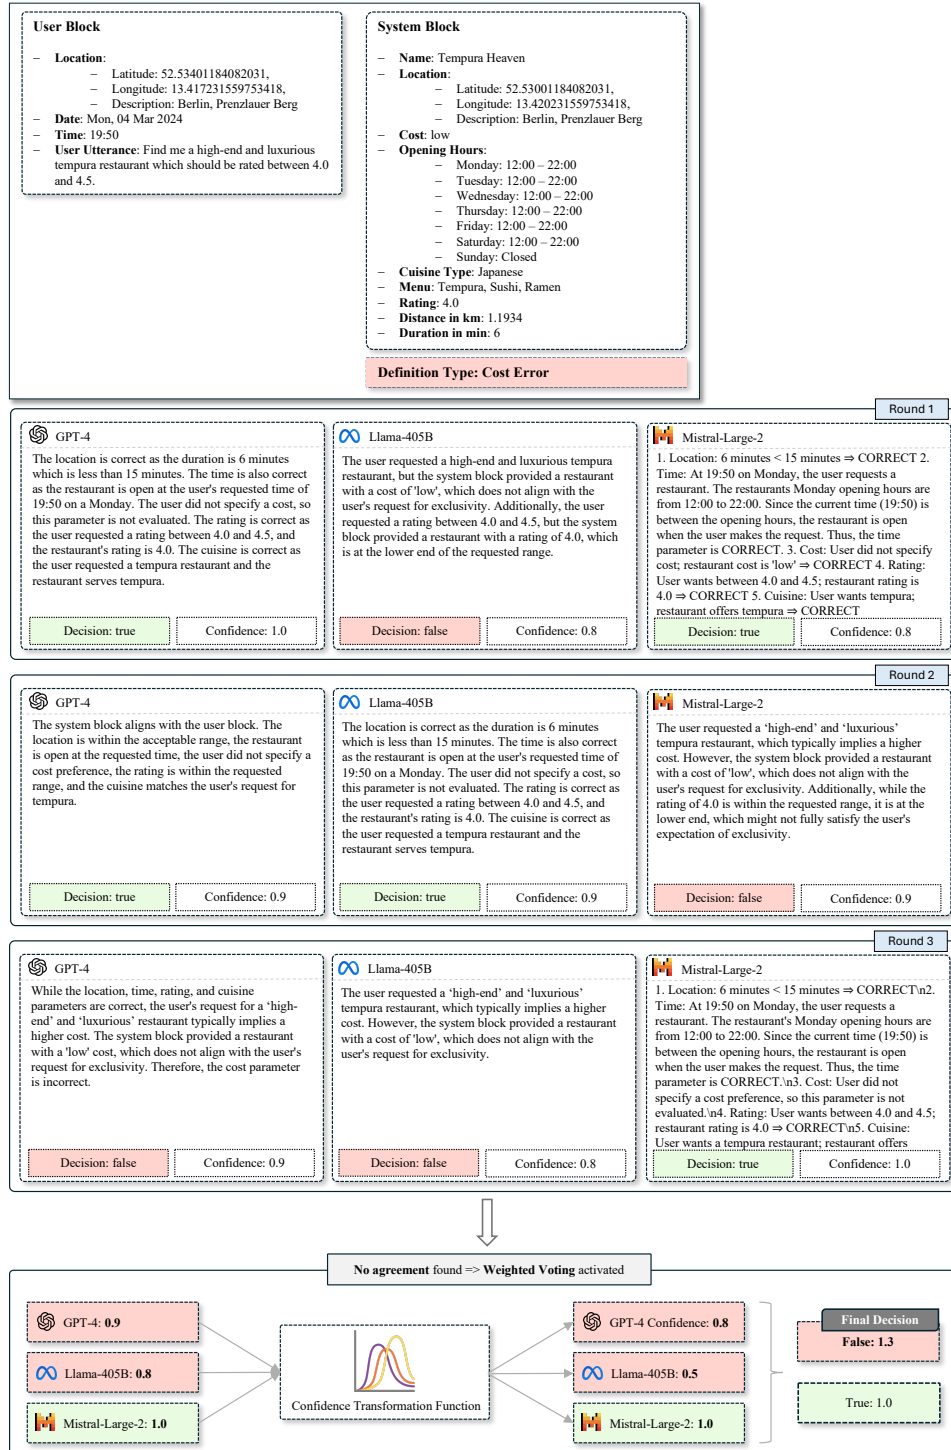 User Block
– Location:
– Latitude: 52.53401184082031,
– Longitude: 13.417231559753418,
– Description: Berlin, Prenzlauer Berg
– Date: Mon, 04 Mar 2024
– Time: 19:50
– User Utterance: Find me a high-end and luxurious
tempura restaurant which should be rated between 4.0
and 4.5.
System Block
– Name: Tempura Heaven
– Location:
– Latitude: 52.53001184082031,
– Longitude: 13.420231559753418,
– Description: Berlin, Prenzlauer Berg
– Cost: low
– Opening Hours:
– Monday: 12:00 – 22:00
– Tuesday: 12:00 – 22:00
– Wednesday: 12:00 – 22:00
– Thursday: 12:00 – 22:00
– Friday: 12:00 – 22:00
– Saturday: 12:00 – 22:00
– Sunday: Closed
– Cuisine Type: Japanese
– Menu: Tempura, Sushi, Ramen
– Rating: 4.0
– Distance in km: 1.1934
– Duration in min: 6
Definition Type: Cost Error
Round 1
GPT-4
The location is correct as the duration is 6 minutes
which is less than 15 minutes. The time is also correct
as the restaurant is open at the user's requested time of
19:50 on a Monday. The user did not specify a cost, so
this parameter is not evaluated. The rating is correct as
the user requested a rating between 4.0 and 4.5, and
the restaurant's rating is 4.0. The cuisine is correct as
the user requested a tempura restaurant and the
restaurant serves tempura.
Decision: true
Confidence: 1.0
Llama-405B
The user requested a high-end and luxurious tempura
restaurant, but the system block provided a restaurant
with a cost of 'low', which does not align with the
user's request for exclusivity. Additionally, the user
requested a rating between 4.0 and 4.5, but the system
block provided a restaurant with a rating of 4.0, which
is at the lower end of the requested range.
Decision: false
Confidence: 0.8
Mistral-Large-2
1. Location: 6 minutes < 15 minutes ⇒ CORRECT 2.
Time: At 19:50 on Monday, the user requests a
restaurant. The restaurants Monday opening hours are
from 12:00 to 22:00. Since the current time (19:50) is
between the opening hours, the restaurant is open
when the user makes the request. Thus, the time
parameter is CORRECT. 3. Cost: User did not specify
cost; restaurant cost is 'low' ⇒ CORRECT 4. Rating:
User wants between 4.0 and 4.5; restaurant rating is
4.0 ⇒ CORRECT 5. Cuisine: User wants tempura;
restaurant offers tempura ⇒ CORRECT
Decision: true
Confidence: 0.8
Round 2
GPT-4
The system block aligns with the user block. The
location is within the acceptable range, the restaurant
is open at the requested time, the user did not specify a
cost preference, the rating is within the requested
range, and the cuisine matches the user's request for
tempura.
Decision: true
Confidence: 0.9
Llama-405B
The location is correct as the duration is 6 minutes
which is less than 15 minutes. The time is also correct
as the restaurant is open at the user's requested time of
19:50 on a Monday. The user did not specify a cost, so
this parameter is not evaluated. The rating is correct as
the user requested a rating between 4.0 and 4.5, and
the restaurant's rating is 4.0. The cuisine is correct as
the user requested a tempura restaurant and the
restaurant serves tempura.
Decision: true
Confidence: 0.9
Mistral-Large-2
The user requested a ‘high-end’ and ‘luxurious’
tempura restaurant, which typically implies a higher
cost. However, the system block provided a restaurant
with a cost of 'low', which does not align with the
user's request for exclusivity. Additionally, while the
rating of 4.0 is within the requested range, it is at the
lower end, which might not fully satisfy the user's
expectation of exclusivity.
Decision: false
Confidence: 0.9
Round 3
GPT-4
While the location, time, rating, and cuisine
parameters are correct, the user's request for a ‘high-
end’ and ‘luxurious’ restaurant typically implies a
higher cost. The system block provided a restaurant
with a 'low' cost, which does not align with the user's
request for exclusivity. Therefore, the cost parameter
is incorrect.
Decision: false
Confidence: 0.9
Llama-405B
The user requested a ‘high-end’ and ‘luxurious’
tempura restaurant, which typically implies a higher
cost. However, the system block provided a restaurant
with a cost of 'low', which does not align with the
user's request for exclusivity.
Decision: false
Confidence: 0.8
Mistral-Large-2
1. Location: 6 minutes < 15 minutes ⇒ CORRECT\n2.
Time: At 19:50 on Monday, the user requests a
restaurant. The restaurant's Monday opening hours are
from 12:00 to 22:00. Since the current time (19:50) is
between the opening hours, the restaurant is open
when the user makes the request. Thus, the time
parameter is CORRECT.\n3. Cost: User did not
specify a cost preference, so this parameter is not
evaluated.\n4. Rating: User wants between 4.0 and 4.5;
restaurant rating is 4.0 ⇒ CORRECT\n5. Cuisine:
User wants a tempura restaurant; restaurant offers
Decision: true
Confidence: 1.0
No agreement found => Weighted Voting activated
GPT-4: 0.9
Llama-405B: 0.8
Mistral-Large-2: 1.0
Confidence Transformation Function
GPT-4 Confidence: 0.8
Llama-405B: 0.5
Mistral-Large-2: 1.0
Final Decision
False: 1.3
True: 1.0